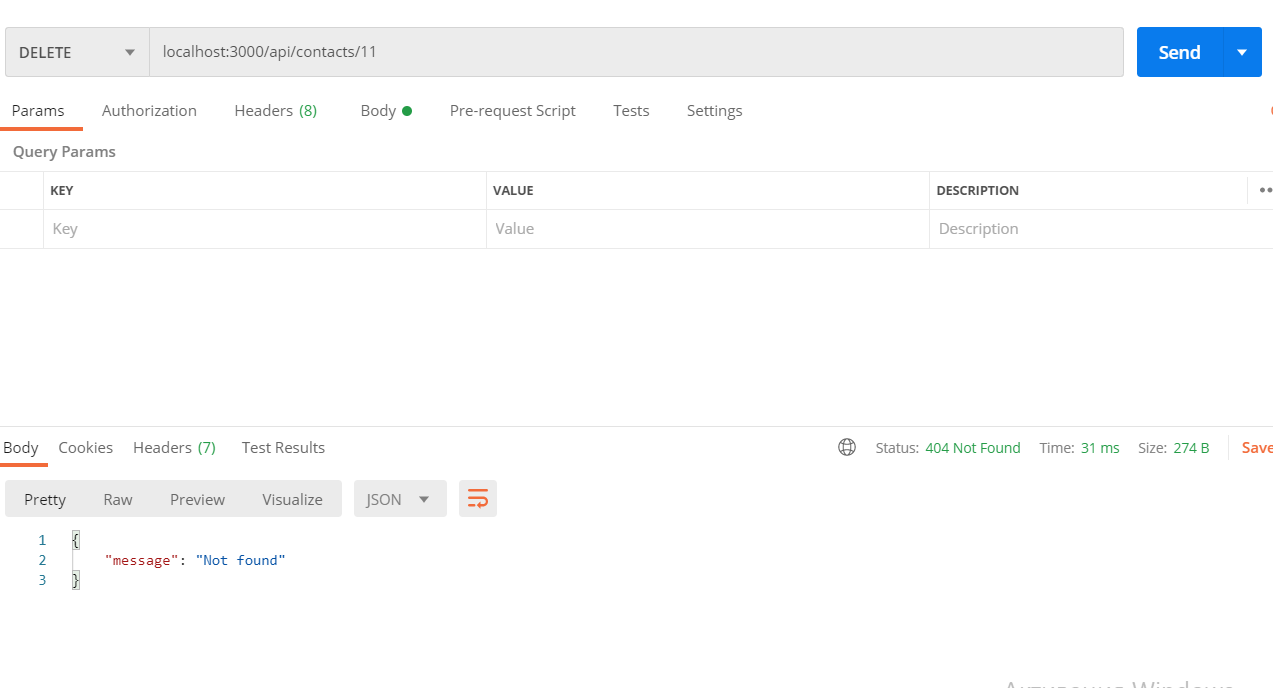 DELETE localhost:3000/api/contacts/11 Send
Params Authorization Headers (8) Body Pre-request Script Tests Settings
Query Params
KEY VALUE DESCRIPTION
Key Value Description
Body Cookies Headers (7) Test Results Status: 404 Not Found Time: 31 ms Size: 274 B Save
Pretty Raw Preview Visualize JSON
1 {
2 "message": "Not found"
3 }